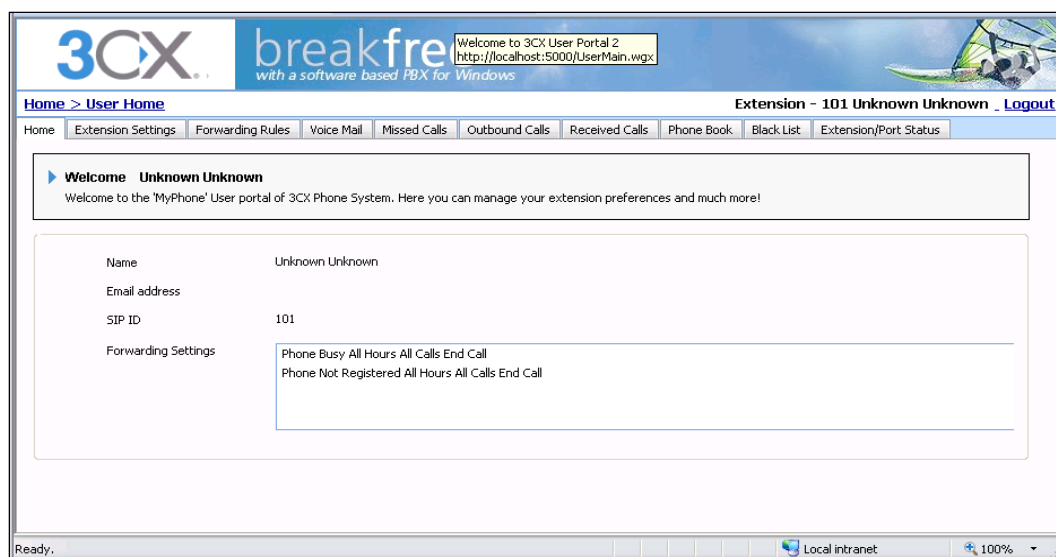 3CX.
breakfre
with a software based PBX for Windows
Welcome to 3CX User Portal 2
http://localhost:5000/UserMain.wgx
Home > User Home
Extension - 101 Unknown Unknown Logout
Home Extension Settings Forwarding Rules Voice Mail Missed Calls Outbound Calls Received Calls Phone Book Black List Extension/Port Status
Welcome Unknown Unknown
Welcome to the 'MyPhone' User portal of 3CX Phone System. Here you can manage your extension preferences and much more!
Name Unknown Unknown
Email address
SIP ID 101
Forwarding Settings
Phone Busy All Hours All Calls End Call
Phone Not Registered All Hours All Calls End Call
Ready.
Local intranet
100%